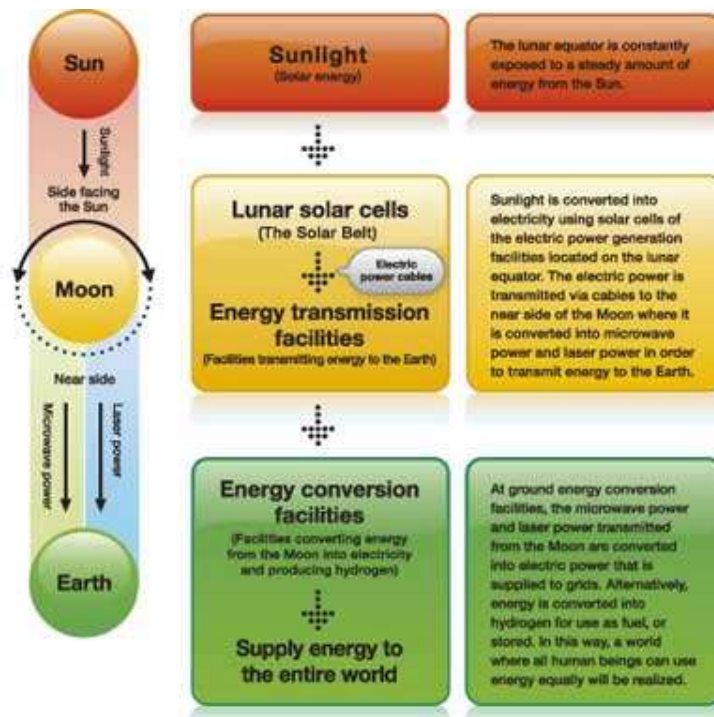 Sun
Sunlight
Side facing
the Sun
Moon
Near side
Microwave power
Laser power
Earth
Sunlight
(Solar energy)
The lunar equator is constantly
exposed to a steady amount of
energy from the Sun.
Lunar solar cells
(The Solar Belt)
Electric
power cables
Energy transmission
facilities
(Facilities transmitting energy to the Earth)
Sunlight is converted into
electricity using solar cells of
the electric power generation
facilities located on the lunar
equator. The electric power is
transmitted via cables to the
near side of the Moon where it
is converted into microwave
power and laser power in order
to transmit energy to the Earth.
Energy conversion
facilities
(Facilities converting energy
from the Moon into electricity
and producing hydrogen)
Supply energy to
the entire world
At ground energy conversion
facilities, the microwave power
and laser power transmitted
from the Moon are converted
into electric power that is
supplied to grids. Alternatively,
energy is converted into
hydrogen for use as fuel, or
stored. In this way, a world
where all human beings can use
energy equally will be realized.